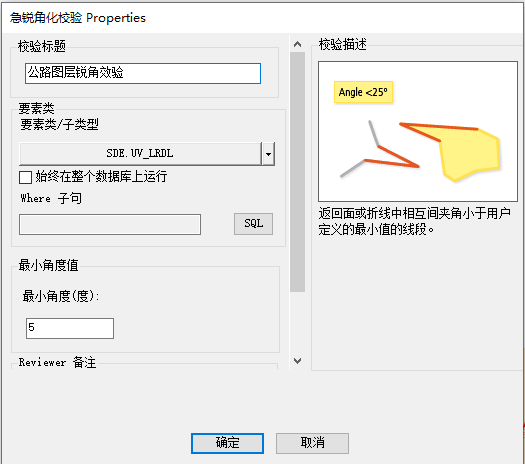 急锐角化校验 Properties
校验标题
公路图层锐角效验
要素类
要素类/子类型
SDE.UV_LRDL
始终在整个数据库上运行
Where 子句
SQL
最小角度值
最小角度(度):
5
Reviewer 备注
校验描述
Angle <25°
返回面或折线中相互间夹角小于用户
定义的最小值的线段。
确定
取消